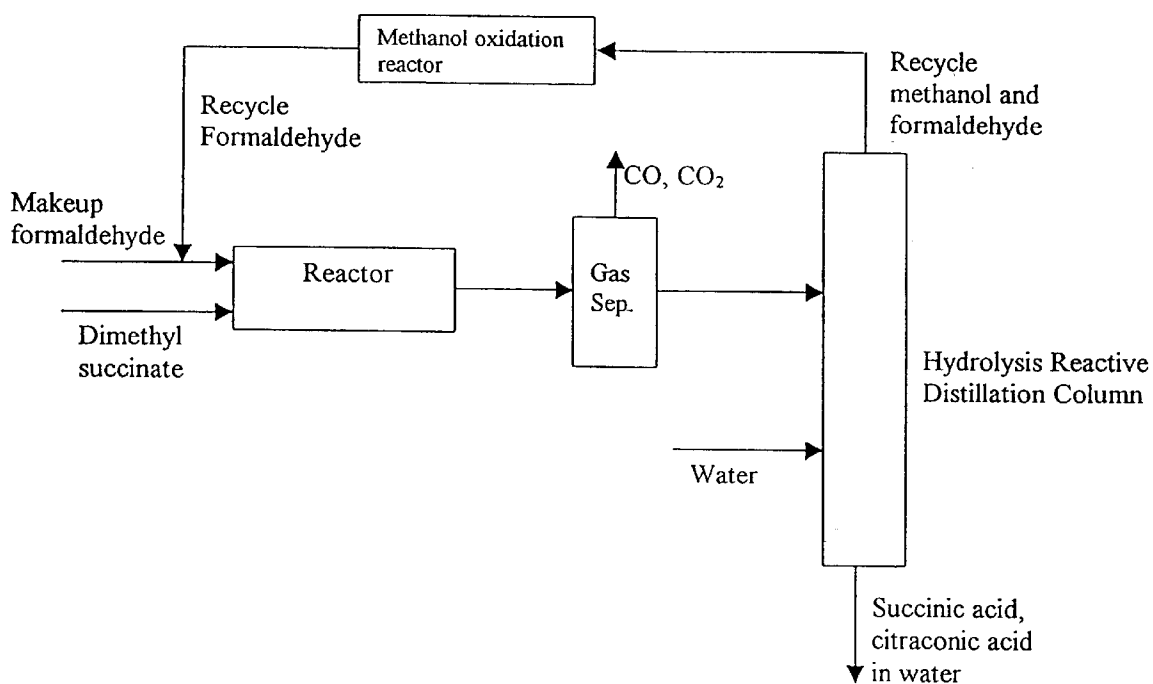 Methanol oxidation
reactor
Recycle
methanol and
formaldehyde
Recycle
Formaldehyde
CO, CO₂
Makeup
formaldehyde
Reactor
Gas
Sep.
Dimethyl
succinate
Hydrolysis Reactive
Distillation Column
Water
Succinic acid,
citraconic acid
in water